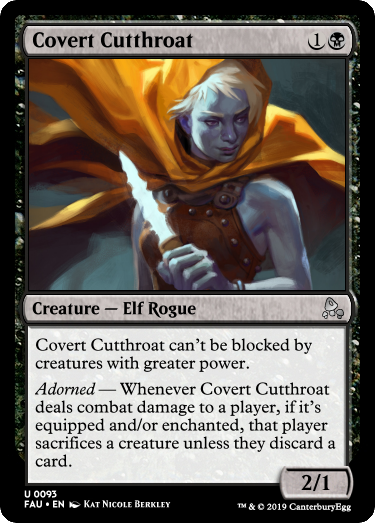 Covert Cutthroat 1
Creature — Elf Rogue
Covert Cutthroat can't be blocked by
creatures with greater power.
Adorned — Whenever Covert Cutthroat
deals combat damage to a player, if it's
equipped and/or enchanted, that player
sacrifices a creature unless they discard a
card.
2/1
U 0093
FAU • EN Kat Nicole Berkley
™ & © 2019 CanterburyEgg